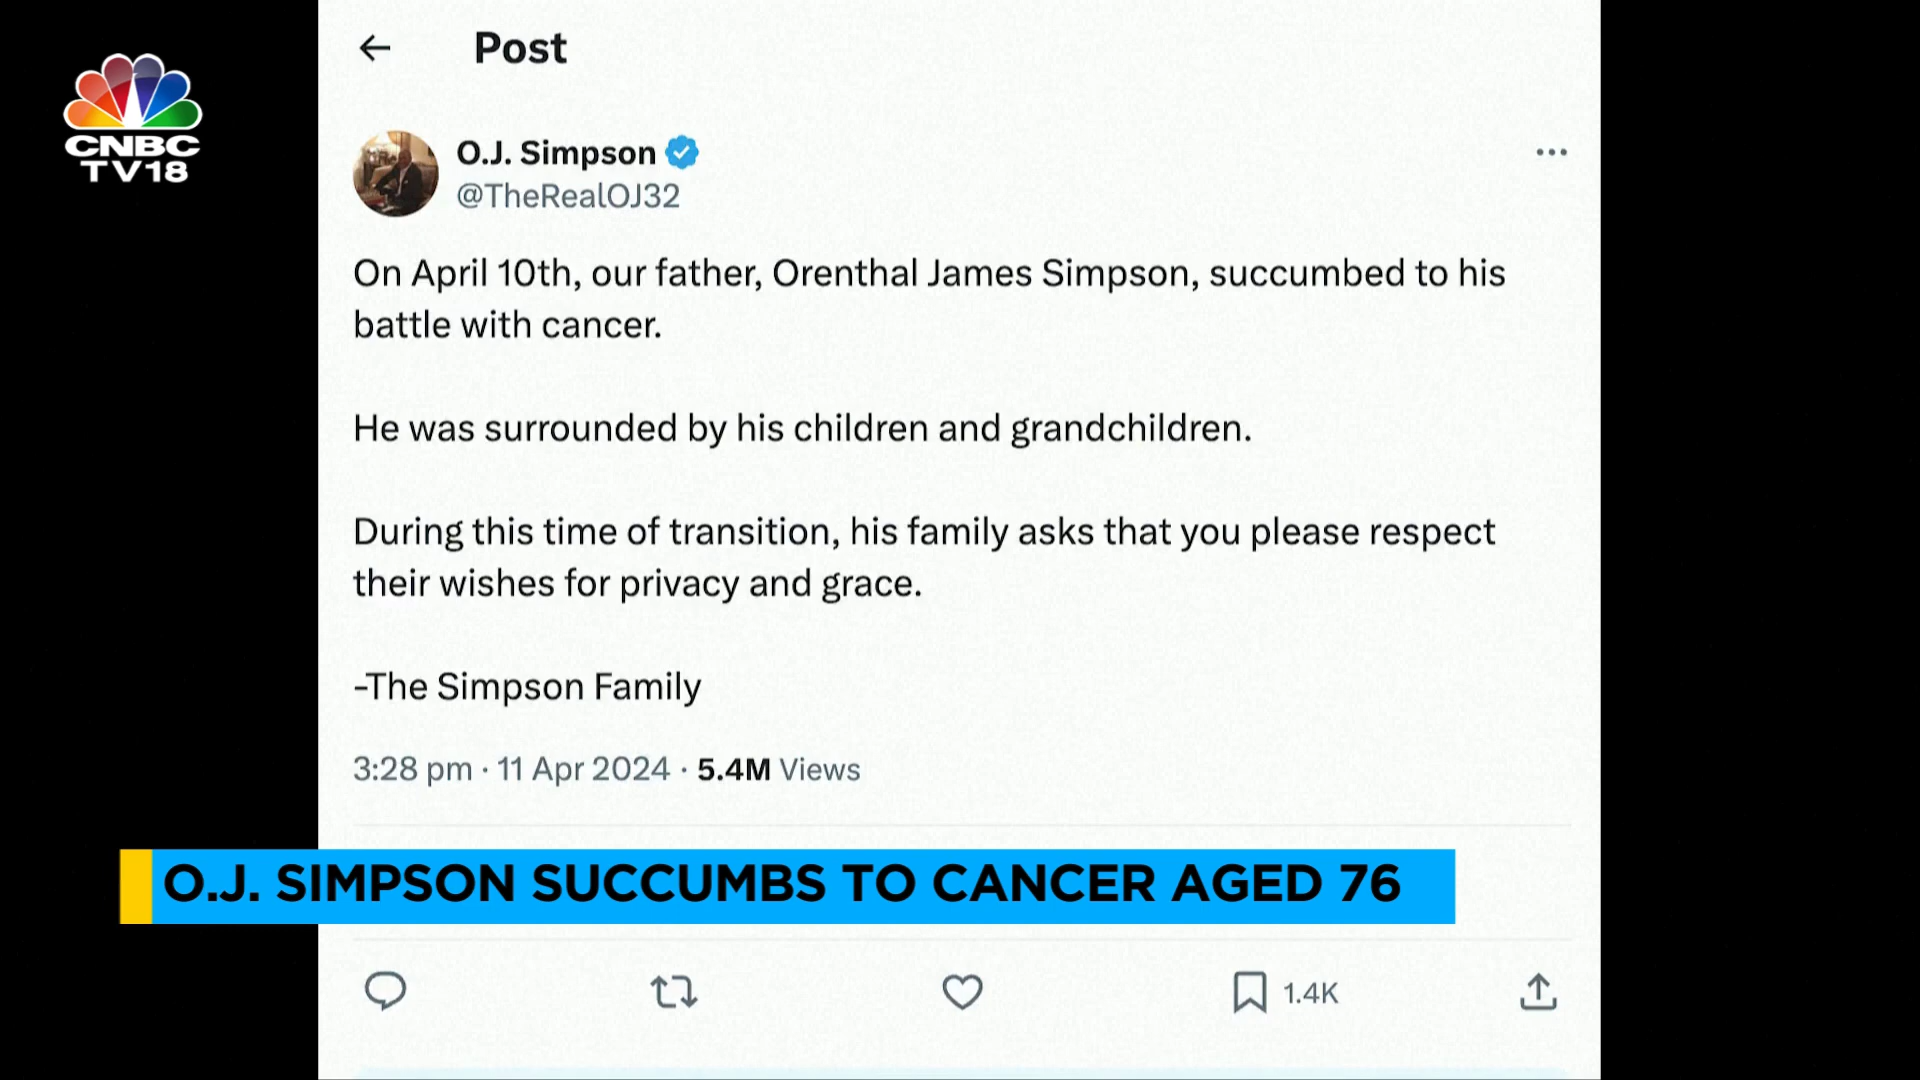 CNBC
TV18
Post
O.J. Simpson
@TheRealOJ32
On April 10th, our father, Orenthal James Simpson, succumbed to his
battle with cancer.
He was surrounded by his children and grandchildren.
During this time of transition, his family asks that you please respect
their wishes for privacy and grace.
-The Simpson Family
3:28 pm · 11 Apr 2024 · 5.4M Views
O.J. SIMPSON SUCCUMBS TO CANCER AGED 76
1.4K